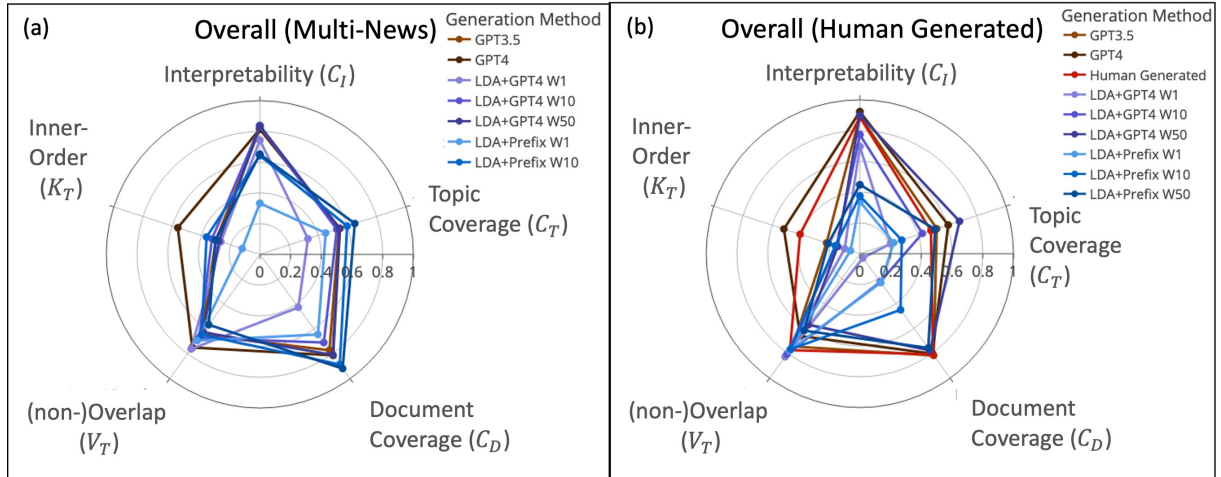 (a)
Overall (Multi-News)
Generation Method
GPT3.5
GPT4
LDA+GPT4 W1
LDA+GPT4 W10
LDA+GPT4 W50
LDA+Prefix W1
LDA+Prefix W10
Interpretability (C_I)
Inner-
Order
(K_T)
Topic
Coverage (C_T)
0 0.2 0.4 0.6 0.8 1
(non-)Overlap
(V_T)
Document
Coverage (C_D)
(b)
Overall (Human Generated)
Generation Method
GPT3.5
GPT4
Human Generated
LDA+GPT4 W1
LDA+GPT4 W10
LDA+GPT4 W50
LDA+Prefix W1
LDA+Prefix W10
LDA+Prefix W50
Interpretability (C_I)
Inner-
Order
(K_T)
Topic
Coverage
(C_T)
0 0.2 0.4 0.6 0.8 1
(non-)Overlap
(V_T)
Document
Coverage (C_D)